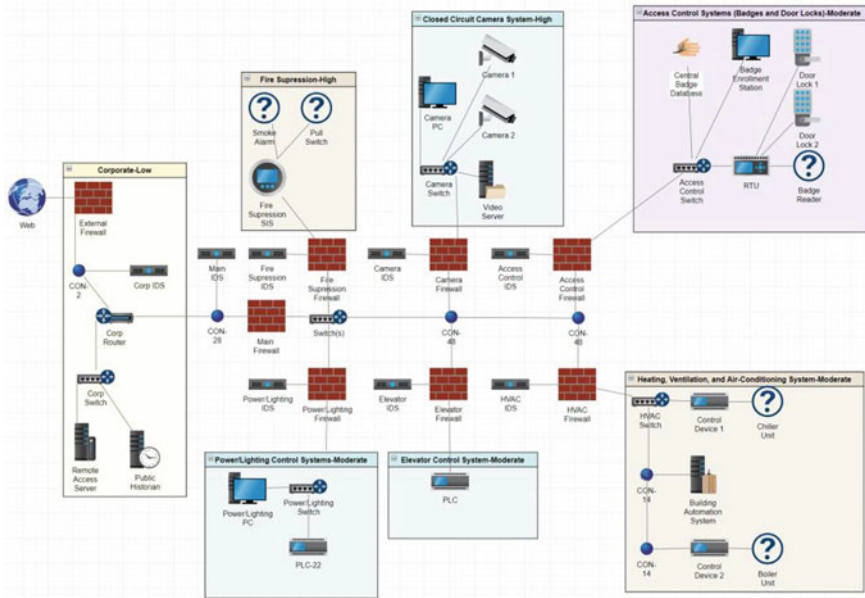 Closed Circuit Camera System-High
Camera 1
Camera
PC
Camera 2
Camera
Switch
Video
Server
Access Control Systems (Badges and Door Locks)-Moderate
Central
Badge
Database
Badge
Enrollment
Station
Door
Lock 1
Door
Lock 2
Access
Control
Switch
RTU
Badge
Reader
Fire Supression-High
Smoke
Alarm
Pull
Switch
Fire
Supression
SIS
Corporate-Low
Web
External
Firewall
CON-
2
Corp IDS
Corp
Router
Corp
Switch
Remote
Access
Server
Public
Historian
Main
IDS
Fire
Supression
IDS
Fire
Supression
Firewall
Camera
IDS
Camera
Firewall
Access
Control
IDS
Access
Control
Firewall
CON-
28
Main
Firewall
Switch(s)
CON-
48
CON-
48
Power/Lighting
IDS
Power/Lighting
Firewall
Elevator
IDS
Elevator
Firewall
HVAC
IDS
HVAC
Firewall
Power/Lighting Control Systems-Moderate
Power/Lighting
PC
Power/Lighting
Switch
PLC-22
Elevator Control System-Moderate
PLC
Heating, Ventilation, and Air-Conditioning System-Moderate
HVAC
Switch
Control
Device 1
Chiller
Unit
CON-
14
Building
Automation
System
CON-
14
Control
Device 2
Boiler
Unit